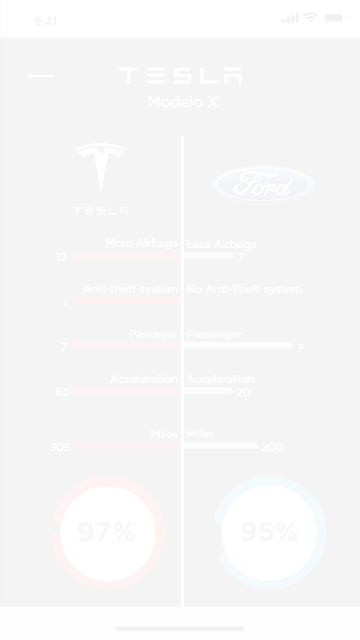 9:41
TESLA
Modelo X
TESLA
Ford
More Airbags Less Airbags
12 7
Anti-theft system No Anti-Theft system
1
Passager Passenger
7 7
Acceleration Acceleration
60 20
Miles Miles
305 200
97% 95%